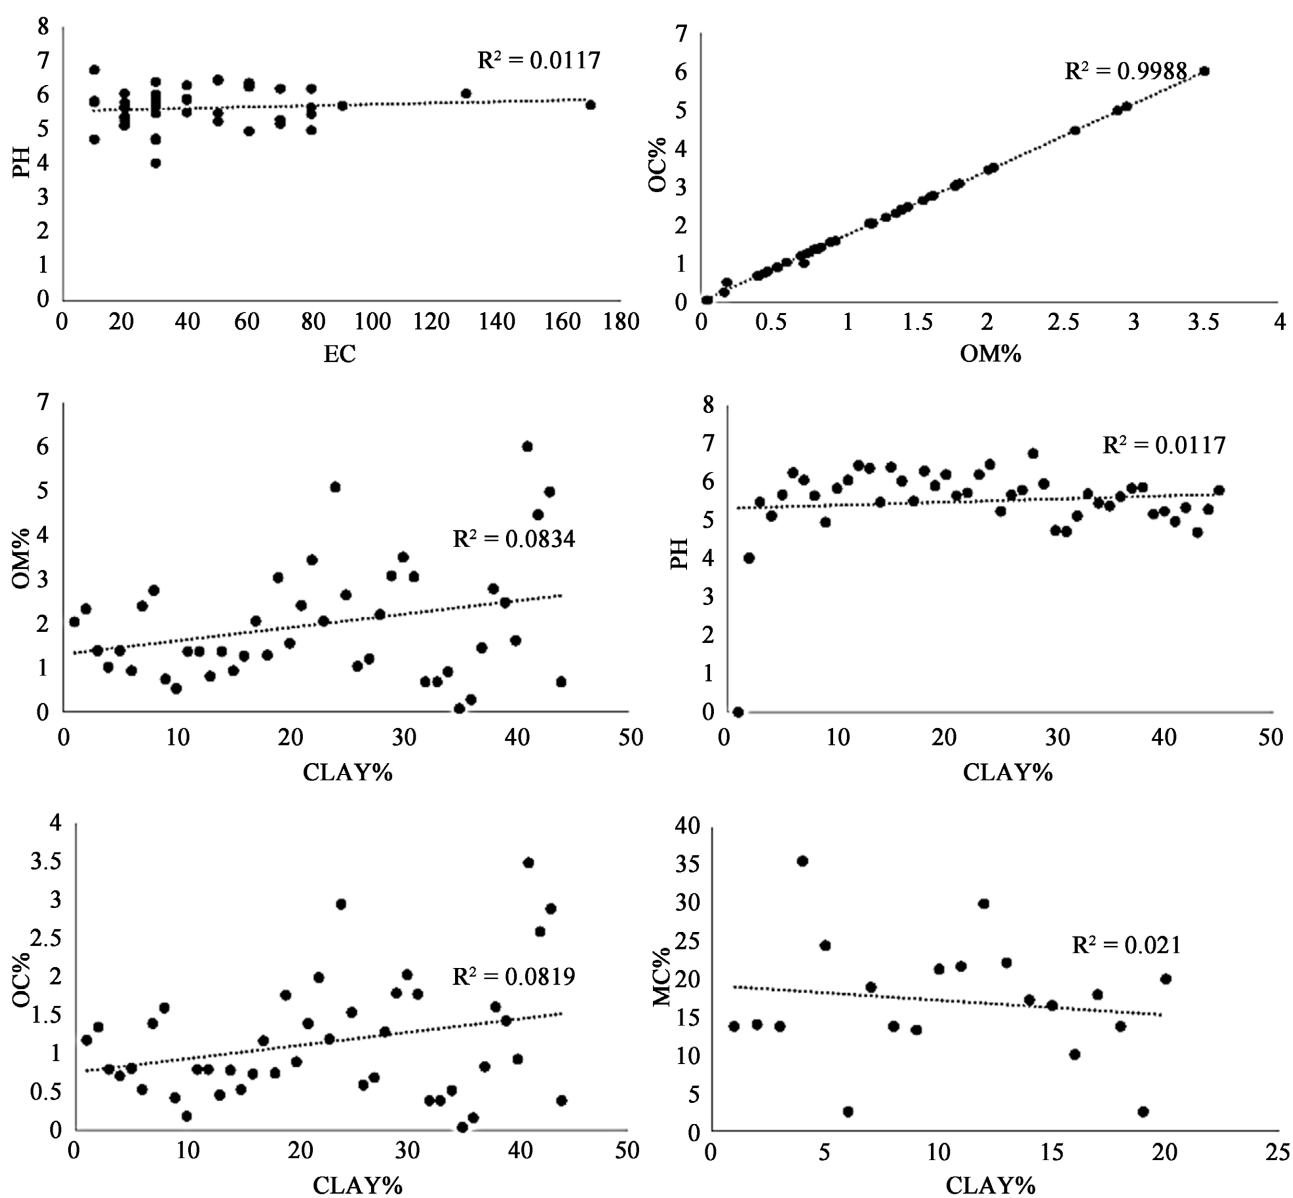 8
7
6
5
4
3
2
1
0
PH
R² = 0.0117
0 20 40 60 80 100 120 140 160 180
EC
7
6
5
4
3
2
1
0
OC%
R² = 0.9988
0 0.5 1 1.5 2 2.5 3 3.5 4
OM%
7
6
5
4
3
2
1
0
OM%
R² = 0.0834
0 10 20 30 40 50
CLAY%
8
7
6
5
4
3
2
1
0
PH
R² = 0.0117
0 10 20 30 40 50
CLAY%
4
3.5
3
2.5
2
1.5
1
0.5
0
OC%
R² = 0.0819
0 10 20 30 40 50
CLAY%
40
35
30
25
20
15
10
5
0
MC%
R² = 0.021
0 5 10 15 20 25
CLAY%